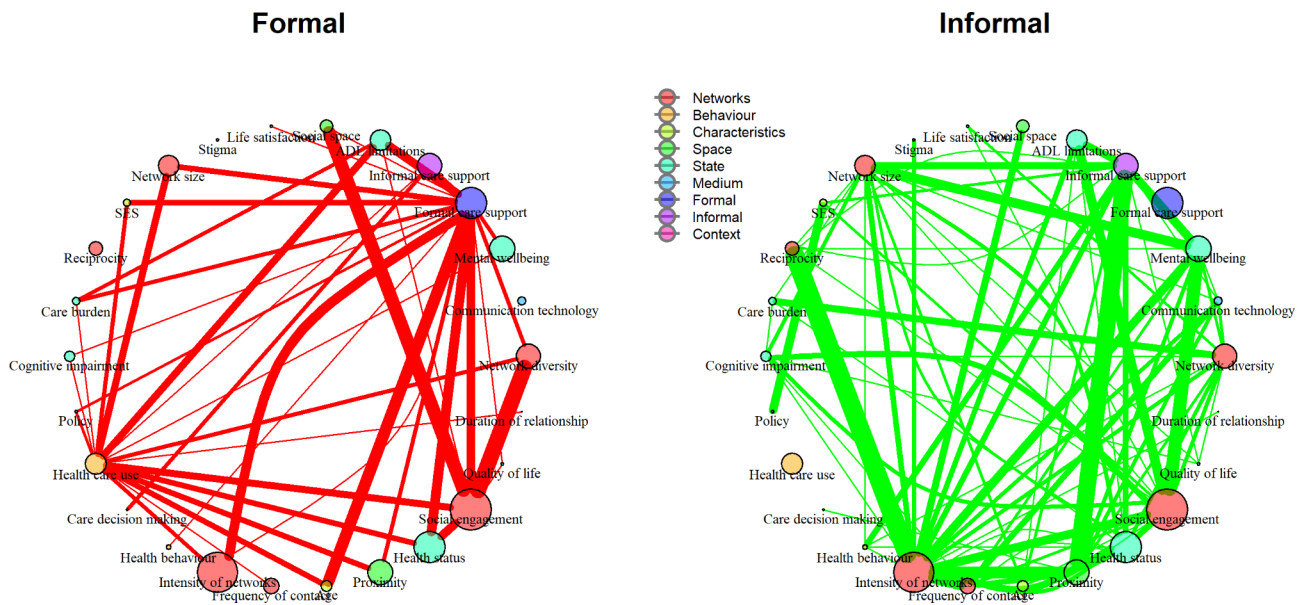 Formal
Informal
Networks
Behaviour
Characteristics
Space
State
Medium
Formal
Informal
Context
Life satisfaction
Social space
Stigma
ADL limitations
Network size
Informal care support
SES
Formal care support
Reciprocity
Mental wellbeing
Care burden
Communication technology
Cognitive impairment
Network diversity
Policy
Duration of relationship
Health care use
Quality of life
Care decision making
Social engagement
Health behaviour
Health status
Intensity of networks
Proximity
Frequency of contact
Age
Life satisfaction
Social space
Stigma
ADL limitations
Network size
Informal care support
SES
Formal care support
Reciprocity
Mental wellbeing
Care burden
Communication technology
Cognitive impairment
Network diversity
Policy
Duration of relationship
Health care use
Quality of life
Care decision making
Social engagement
Health behaviour
Health status
Intensity of networks
Proximity
Frequency of contact
Age